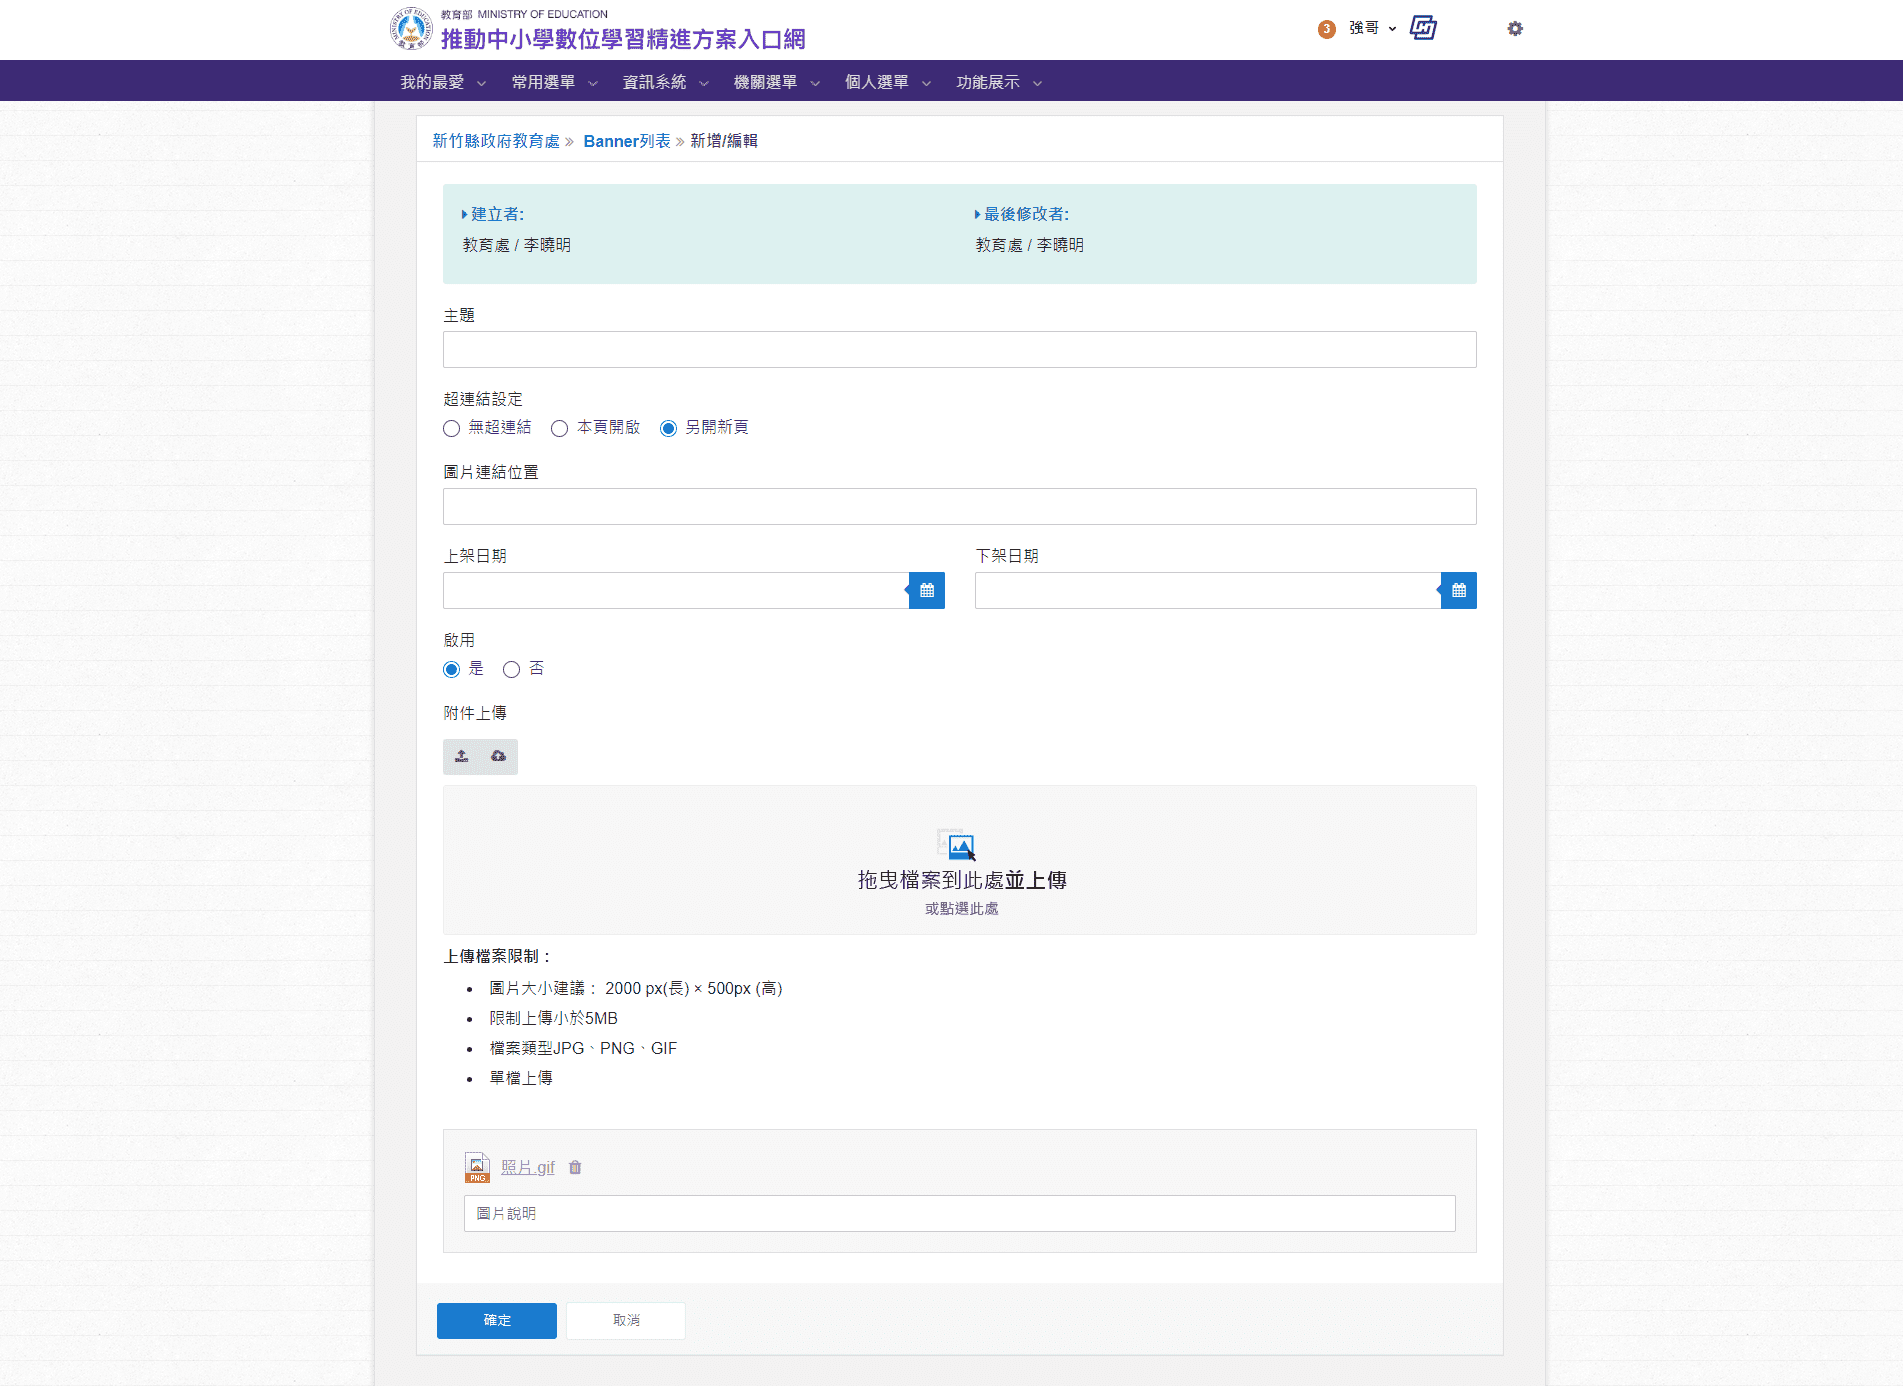 教育部 MINISTRY OF EDUCATION
推動中小學數位學習精進方案入口網
3 強哥
我的最愛 常用選單 資訊系統 機關選單 個人選單 功能展示
新竹縣政府教育處 » Banner列表 » 新增/編輯
建立者: 最後修改者:
教育處 / 李曉明 教育處 / 李曉明
主題
超連結設定
無超連結 本頁開啟 另開新頁
圖片連結位置
上架日期 下架日期
啟用
是 否
附件上傳
拖曳檔案到此處並上傳
或點選此處
上傳檔案限制：
• 圖片大小建議： 2000 px(長) × 500px (高)
• 限制上傳小於5MB
• 檔案類型JPG、PNG、GIF
• 單檔上傳
PNG 照片.gif
圖片說明
確定 取消